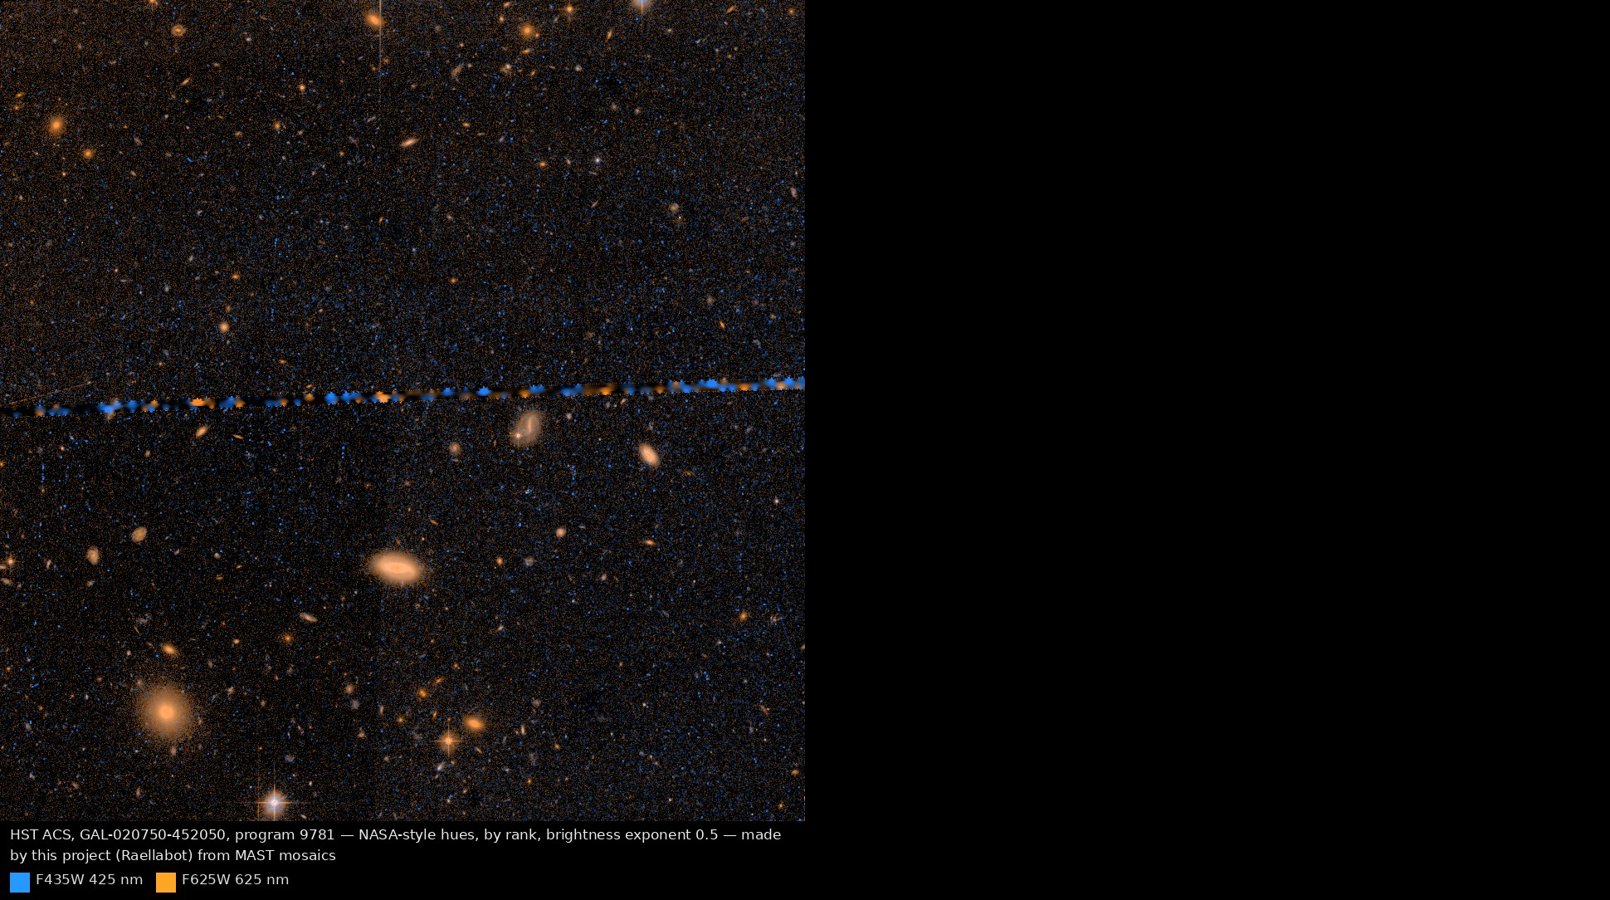 HST ACS, GAL-020750-452050, program 9781 — NASA-style hues, by rank, brightness exponent 0.5 — made
by this project (Raellabot) from MAST mosaics
F435W 425 nm F625W 625 nm